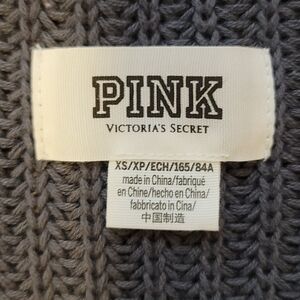 PINK
VICTORIA'S SECRET
XS/XP/ECH/165/84A
made in China/fabriqué
en Chine/hecho en China/
fabbricato in Cina/
中国制造